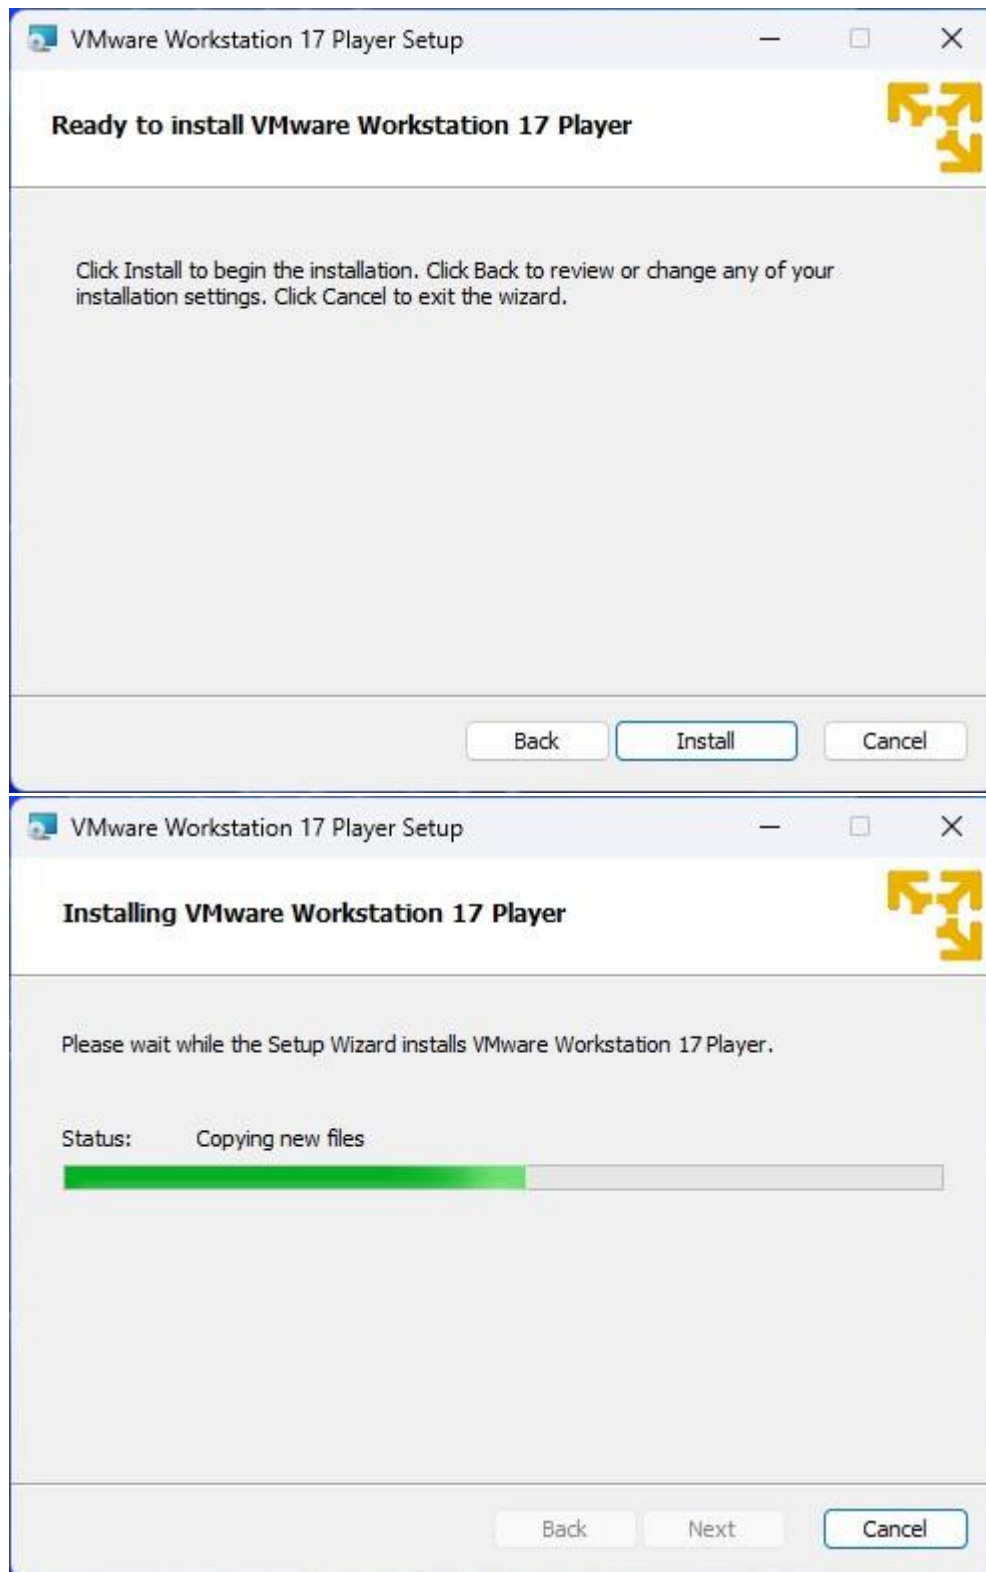 VMware Workstation 17 Player Setup
Ready to install VMware Workstation 17 Player
Click Install to begin the installation. Click Back to review or change any of your
installation settings. Click Cancel to exit the wizard.
Back Install Cancel
VMware Workstation 17 Player Setup
Installing VMware Workstation 17 Player
Please wait while the Setup Wizard installs VMware Workstation 17 Player.
Status: Copying new files
Back Next Cancel